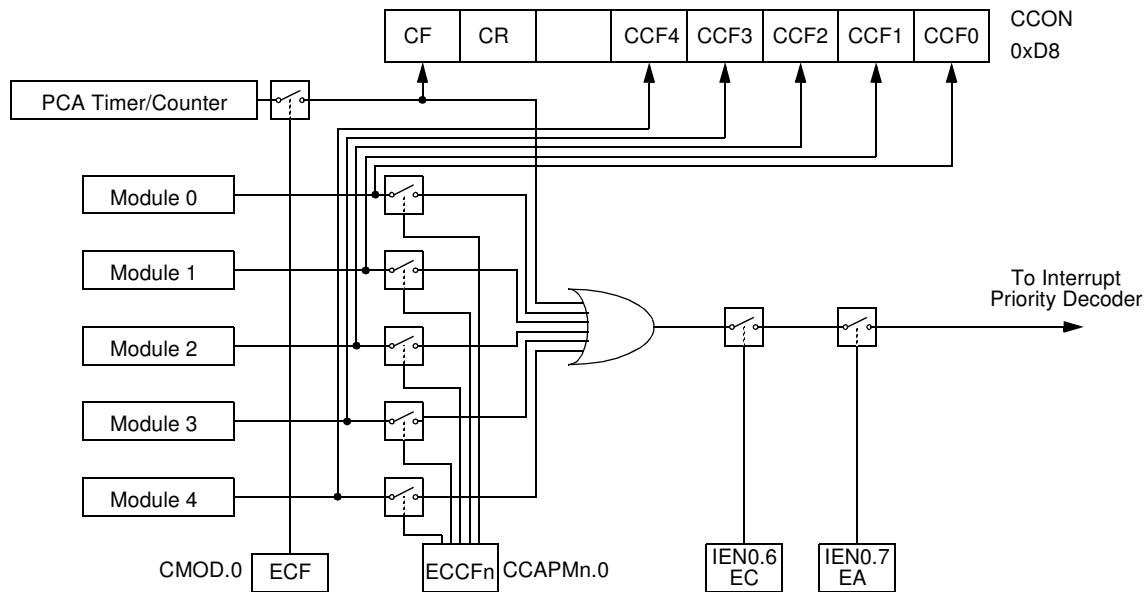 CF CR CCF4 CCF3 CCF2 CCF1 CCF0
CCON
0xD8
PCA Timer/Counter
Module 0
Module 1
Module 2
Module 3
Module 4
To Interrupt
Priority Decoder
CMOD.0
ECF
ECCFn
CCAPMn.0
IEN0.6
EC
IEN0.7
EA